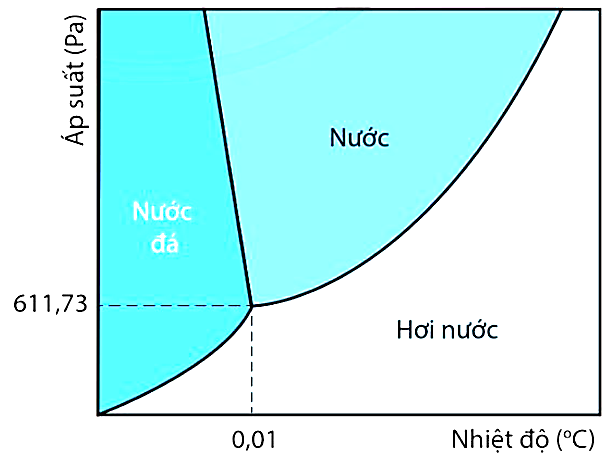 Áp suất (Pa)
Nước
Nước
đá
611,73
Hơi nước
0,01
Nhiệt độ (°C)